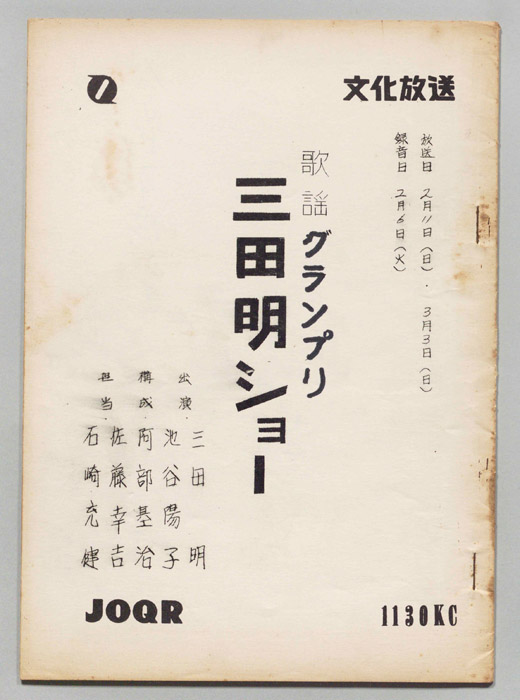 文化放送
放送日 2月11日(日)・3月3日(日)
録音日 2月6日(火)
歌謡グランプリ
三田明ショー
出演・三田 明
池谷陽子
構成・阿部基治
担当・佐藤幸吉
石崎充健
JOQR
1130KC